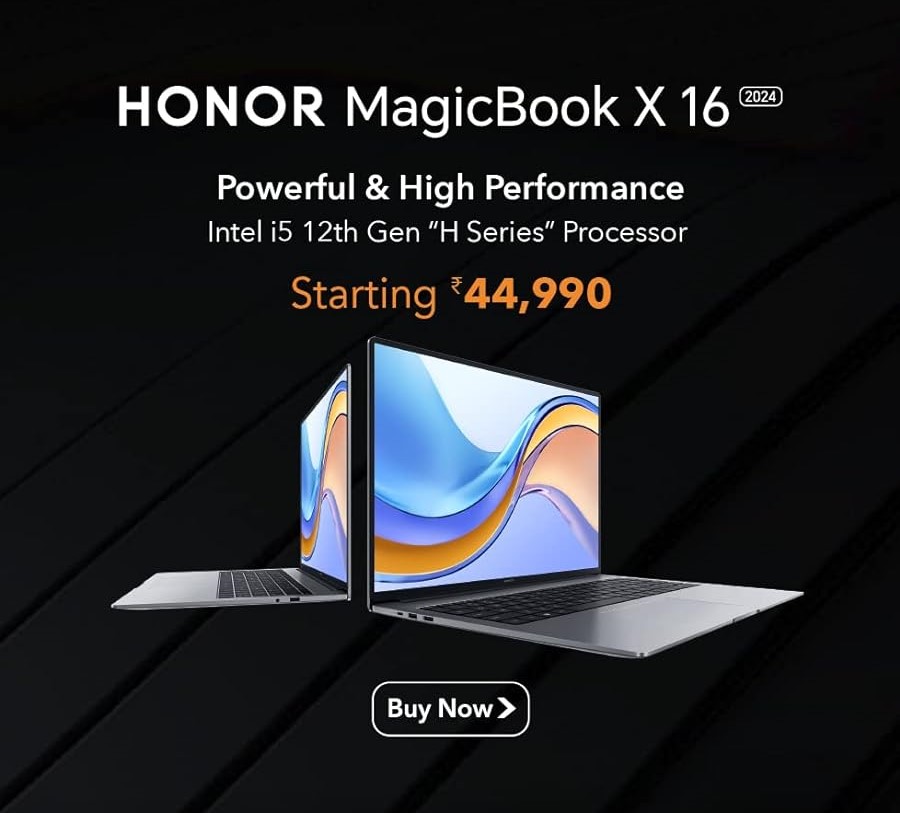 HONOR MagicBook X 16 2024
Powerful & High Performance
Intel i5 12th Gen “H Series” Processor
Starting ₹44,990
Buy Now